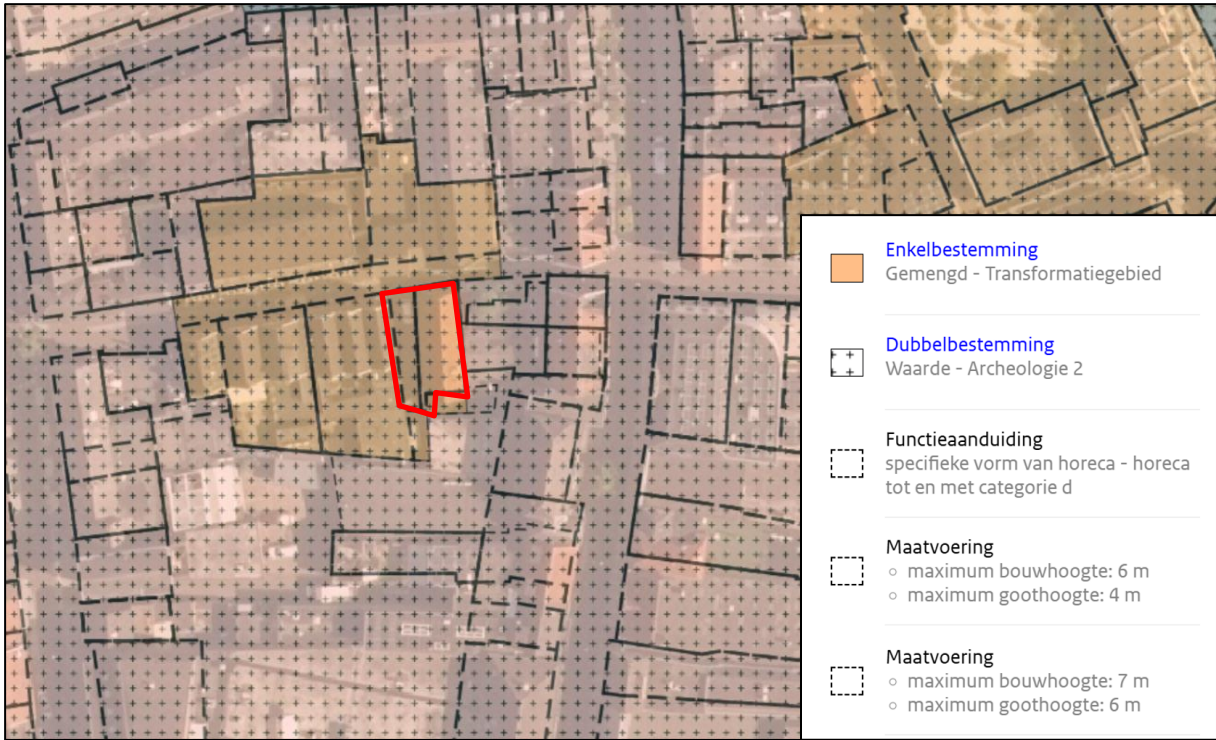 Enkelbestemming
Gemengd - Transformatiegebied
Dubbelbestemming
Waarde - Archeologie 2
Functieaanduiding
specifieke vorm van horeca - horeca
tot en met categorie d
Maatvoering
maximum bouwhoogte: 6 m
maximum goothoogte: 4 m
Maatvoering
maximum bouwhoogte: 7 m
maximum goothoogte: 6 m